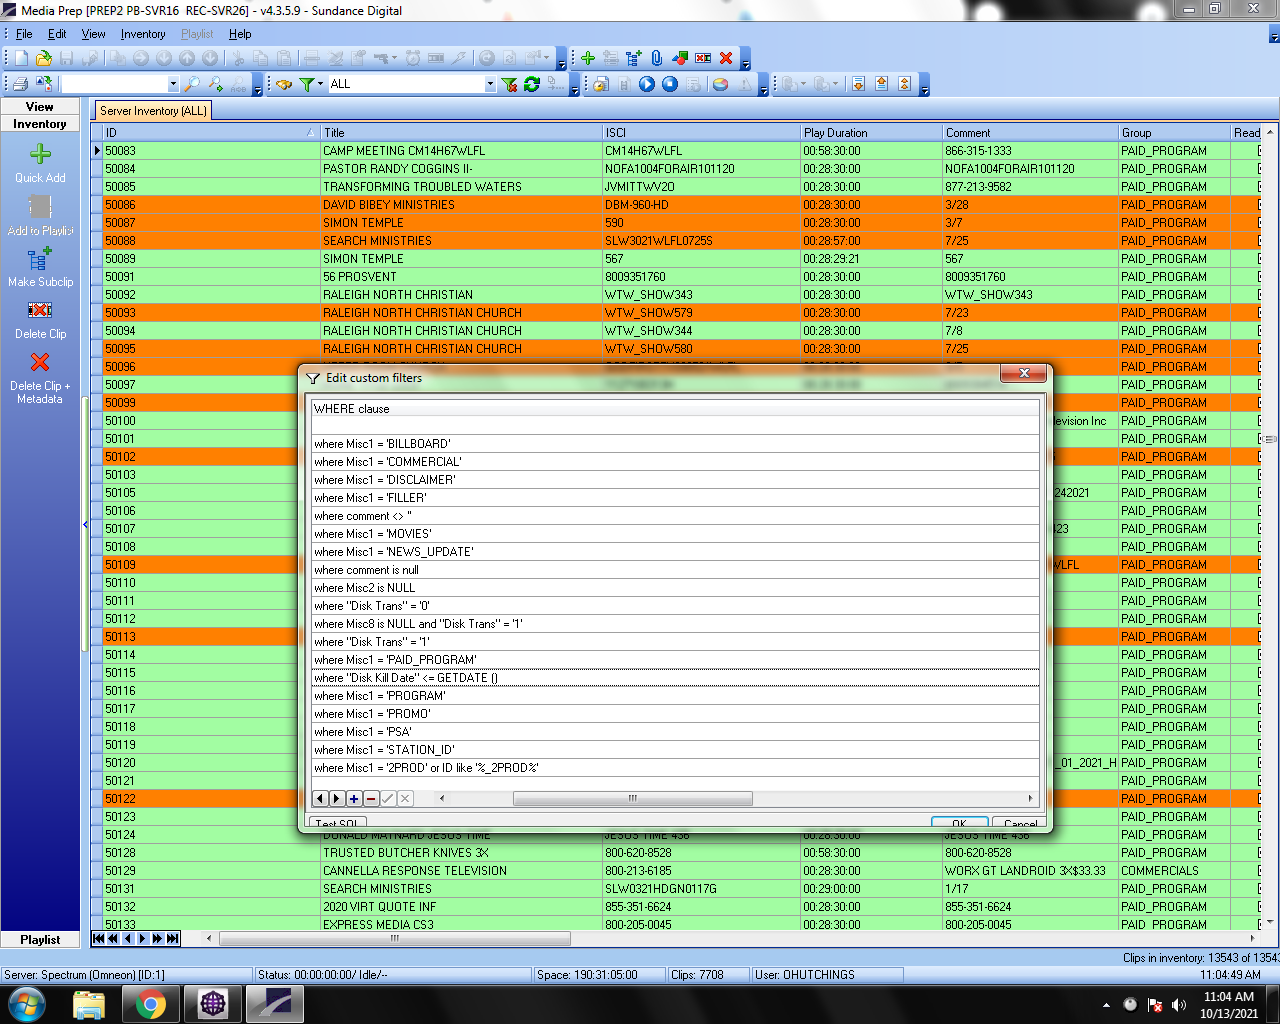 Media Prep [PREP2 PB-SVR16  REC-SVR26] - v4.3.5.9 - Sundance Digital
File Edit View Inventory Playlist Help
ALL
View
Inventory
Quick Add
Add to Playlist
Make Subclip
Delete Clip
Delete Clip +
Metadata
Playlist
Server Inventory (ALL)
ID Title ISCI Play Duration Comment Group Read
50083 CAMP MEETING CM14H67WLFL CM14H67WLFL 00:58:30:00 866-315-1333 PAID_PROGRAM
50084 PASTOR RANDY COGGINS II- NOFA1004FORAIR101120 00:28:30:00 NOFA1004FORAIR101120 PAID_PROGRAM
50085 TRANSFORMING TROUBLED WATERS JVMITTWV20 00:28:30:00 877-213-9582 PAID_PROGRAM
50086 DAVID BIBEY MINISTRIES DBM-960-HD 00:28:30:00 3/28 PAID_PROGRAM
50087 SIMON TEMPLE 590 00:28:30:00 3/7 PAID_PROGRAM
50088 SEARCH MINISTRIES SLW3021WLFL0725S 00:28:57:00 7/25 PAID_PROGRAM
50089 SIMON TEMPLE 567 00:28:29:21 567 PAID_PROGRAM
50091 56 PROSVENT 8009351760 00:28:30:00 8009351760 PAID_PROGRAM
50092 RALEIGH NORTH CHRISTIAN WTW_SHOW343 00:28:30:00 WTW_SHOW343 PAID_PROGRAM
50093 RALEIGH NORTH CHRISTIAN CHURCH WTW_SHOW579 00:28:30:00 7/23 PAID_PROGRAM
50094 RALEIGH NORTH CHRISTIAN CHURCH WTW_SHOW344 00:28:30:00 7/8 PAID_PROGRAM
50095 RALEIGH NORTH CHRISTIAN CHURCH WTW_SHOW580 00:28:30:00 7/25 PAID_PROGRAM
50096 PAID_PROGRAM
50097 PAID_PROGRAM
50099 PAID_PROGRAM
50100 levision Inc PAID_PROGRAM
50101 PAID_PROGRAM
50102 PAID_PROGRAM
50103 PAID_PROGRAM
50105 242021 PAID_PROGRAM
50106 PAID_PROGRAM
50107 423 PAID_PROGRAM
50108 PAID_PROGRAM
50109 WLFL PAID_PROGRAM
50110 PAID_PROGRAM
50111 PAID_PROGRAM
50112 PAID_PROGRAM
50113 PAID_PROGRAM
50114 PAID_PROGRAM
50115 PAID_PROGRAM
50116 PAID_PROGRAM
50117 PAID_PROGRAM
50118 PAID_PROGRAM
50119 PAID_PROGRAM
50120 _01_2021_H PAID_PROGRAM
50121 PAID_PROGRAM
50122 PAID_PROGRAM
50123 PAID_PROGRAM
50124 DONALD MAYNARD JESUS TIME JESUS TIME 436 00:28:30:00 JESUS TIME 436 PAID_PROGRAM
50128 TRUSTED BUTCHER KNIVES 3X 800-620-8528 00:58:30:00 800-620-8528 PAID_PROGRAM
50129 CANNELLA RESPONSE TELEVISION 800-213-6185 00:28:30:00 WORX GT LANDROID 3X$33.33 COMMERCIALS
50131 SEARCH MINISTRIES SLW0321HDGN0117G 00:29:00:00 1/17 PAID_PROGRAM
50132 2020 VIRT QUOTE INF 855-351-6624 00:28:30:00 855-351-6624 PAID_PROGRAM
50133 EXPRESS MEDIA CS3 800-205-0045 00:28:30:00 800-205-0045 PAID_PROGRAM
Edit custom filters
WHERE clause
where Misc1 = 'BILLBOARD'
where Misc1 = 'COMMERCIAL'
where Misc1 = 'DISCLAIMER'
where Misc1 = 'FILLER'
where comment <> ''
where Misc1 = 'MOVIES'
where Misc1 = 'NEWS_UPDATE'
where comment is null
where Misc2 is NULL
where "Disk Trans" = '0'
where Misc8 is NULL and "Disk Trans" = '1'
where "Disk Trans" = '1'
where Misc1 = 'PAID_PROGRAM'
where "Disk Kill Date" <= GETDATE ()
where Misc1 = 'PROGRAM'
where Misc1 = 'PROMO'
where Misc1 = 'PSA'
where Misc1 = 'STATION_ID'
where Misc1 = '2PROD' or ID like '%_2PROD%'
Test SQL OK Cancel
Clips in inventory: 13543 of 1354
Server: Spectrum (Omneon) [ID:1] Status: 00:00:00:00/ Idle/-- Space: 190:31:05:00 Clips: 7708 User: OHUTCHINGS 11:04:49 AM
11:04 AM
10/13/2021